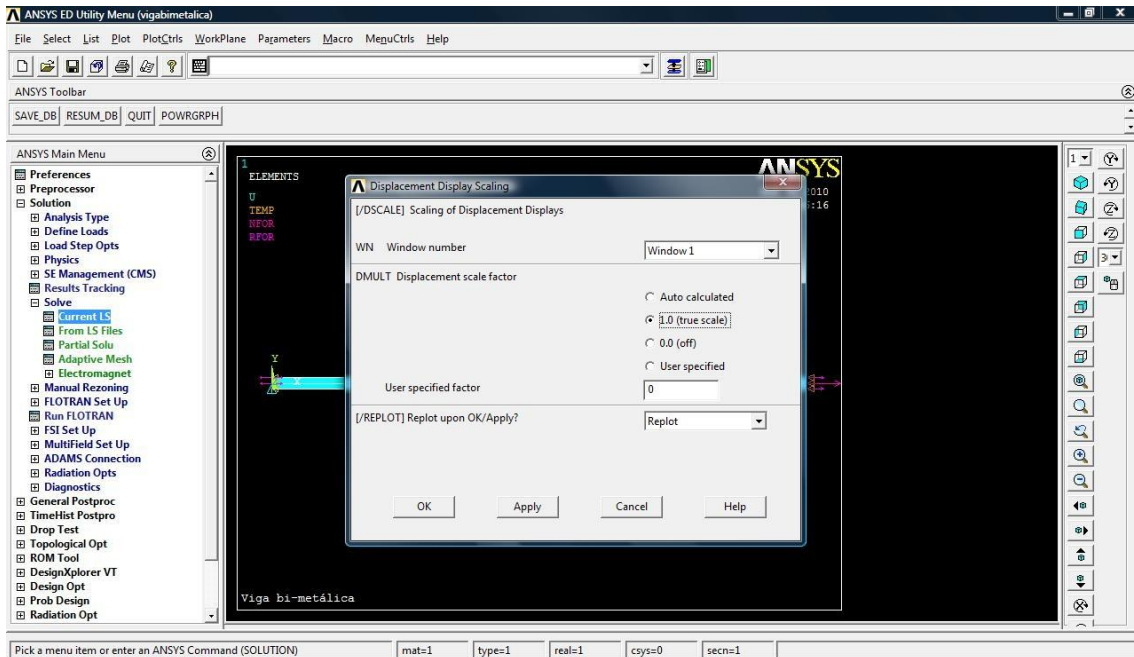 ANSYS ED Utility Menu (vigabimetalica)
File Select List Plot PlotCtrls WorkPlane Parameters Macro MenuCtrls Help
ANSYS Toolbar
SAVE_DB RESUM_DB QUIT POWRGRPH
ANSYS Main Menu
Preferences
Preprocessor
Solution
Analysis Type
Define Loads
Load Step Opts
Physics
SE Management (CMS)
Results Tracking
Solve
Current LS
From LS Files
Partial Solu
Adaptive Mesh
Electromagnet
Manual Rezoning
FLOTRAN Set Up
Run FLOTRAN
FSI Set Up
MultiField Set Up
ADAMS Connection
Radiation Opts
Diagnostics
General Postproc
TimeHist Postpro
Drop Test
Topological Opt
ROM Tool
DesignXplorer VT
Design Opt
Prob Design
Radiation Opt
1
ELEMENTS
U
TEMP
NFOR
RFOR
ANSYS
2010
:16
Y
X
Viga bi-metálica
Displacement Display Scaling
[/DSCALE] Scaling of Displacement Displays
WN Window number Window 1
DMULT Displacement scale factor
Auto calculated
1.0 (true scale)
0.0 (off)
User specified
User specified factor 0
[/REPLOT] Replot upon OK/Apply? Replot
OK Apply Cancel Help
1
3
Pick a menu item or enter an ANSYS Command (SOLUTION) mat=1 type=1 real=1 csys=0 secn=1